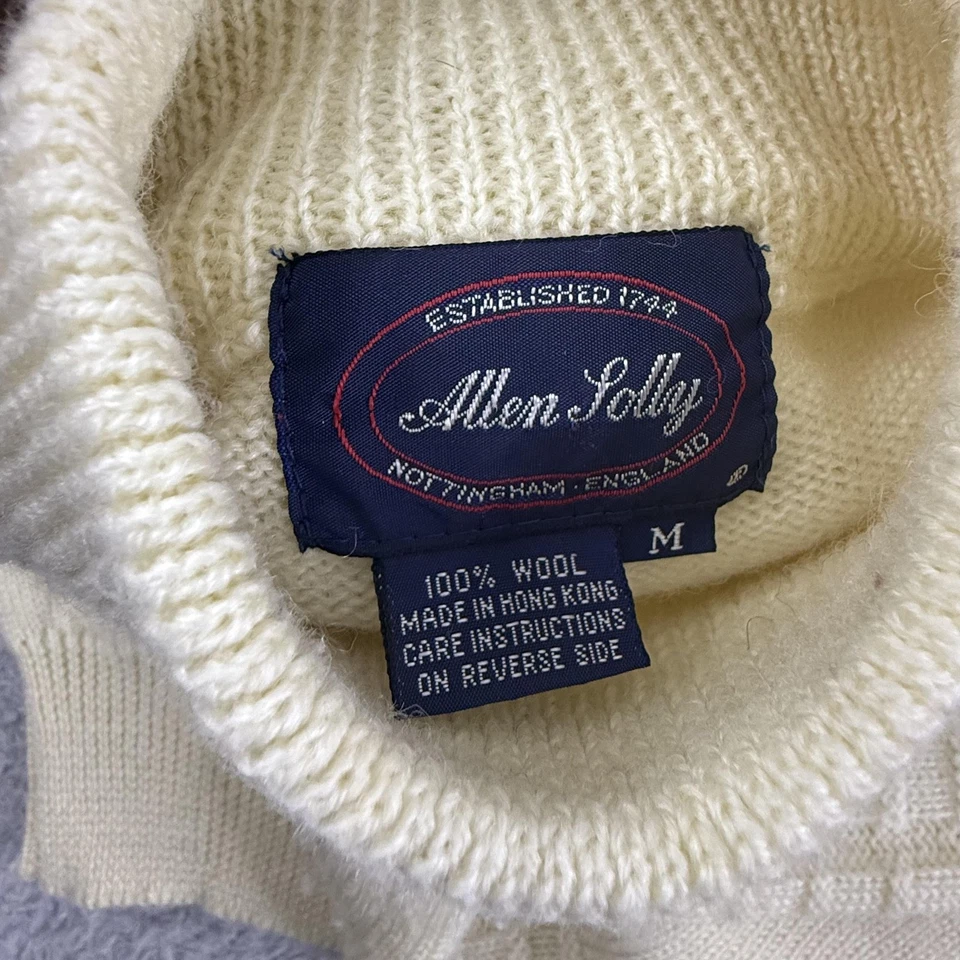 ESTABLISHED 1744
Allen Solly
NOTTINGHAM · ENGLAND
M
100% WOOL
MADE IN HONG KONG
CARE INSTRUCTIONS
ON REVERSE SIDE